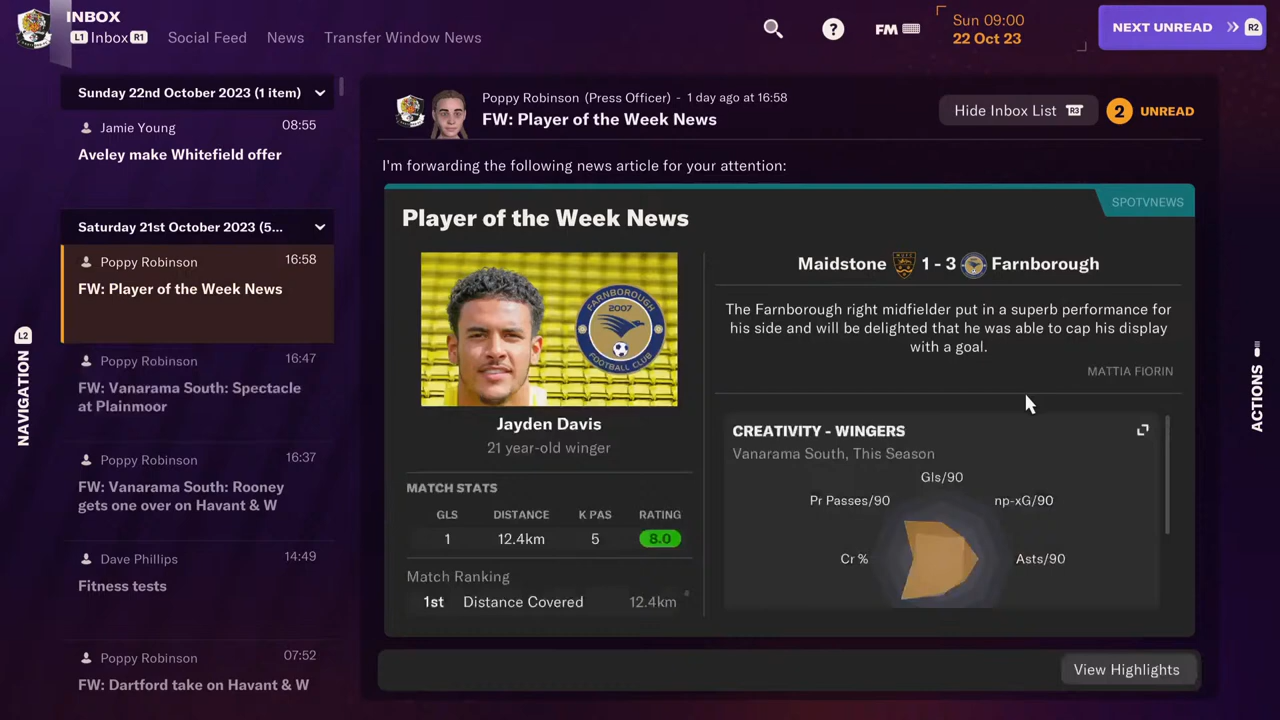 INBOX
L1 Inbox R1
Social Feed
News
Transfer Window News
FM
Sun 09:00
22 Oct 23
NEXT UNREAD
R2
Sunday 22nd October 2023 (1 item)
Jamie Young
08:55
Aveley make Whitefield offer
Saturday 21st October 2023 (5...
Poppy Robinson
16:58
FW: Player of the Week News
Poppy Robinson
16:47
FW: Vanarama South: Spectacle
at Plainmoor
Poppy Robinson
16:37
FW: Vanarama South: Rooney
gets one over on Havant & W
Dave Phillips
14:49
Fitness tests
Poppy Robinson
07:52
FW: Dartford take on Havant & W
L2
NAVIGATION
Poppy Robinson (Press Officer) - 1 day ago at 16:58
FW: Player of the Week News
Hide Inbox List
R3
2 UNREAD
I'm forwarding the following news article for your attention:
Player of the Week News
SPOTVNEWS
FARNBOROUGH
2007
FOOTBALL CLUB
Jayden Davis
21 year-old winger
MATCH STATS
GLS DISTANCE K PAS RATING
1 12.4km 5 8.0
Match Ranking
1st Distance Covered 12.4km
Maidstone 1 - 3 Farnborough
The Farnborough right midfielder put in a superb performance for
his side and will be delighted that he was able to cap his display
with a goal.
MATTIA FIORIN
CREATIVITY - WINGERS
Vanarama South, This Season
Gls/90
Pr Passes/90
np-xG/90
Cr %
Asts/90
View Highlights
ACTIONS